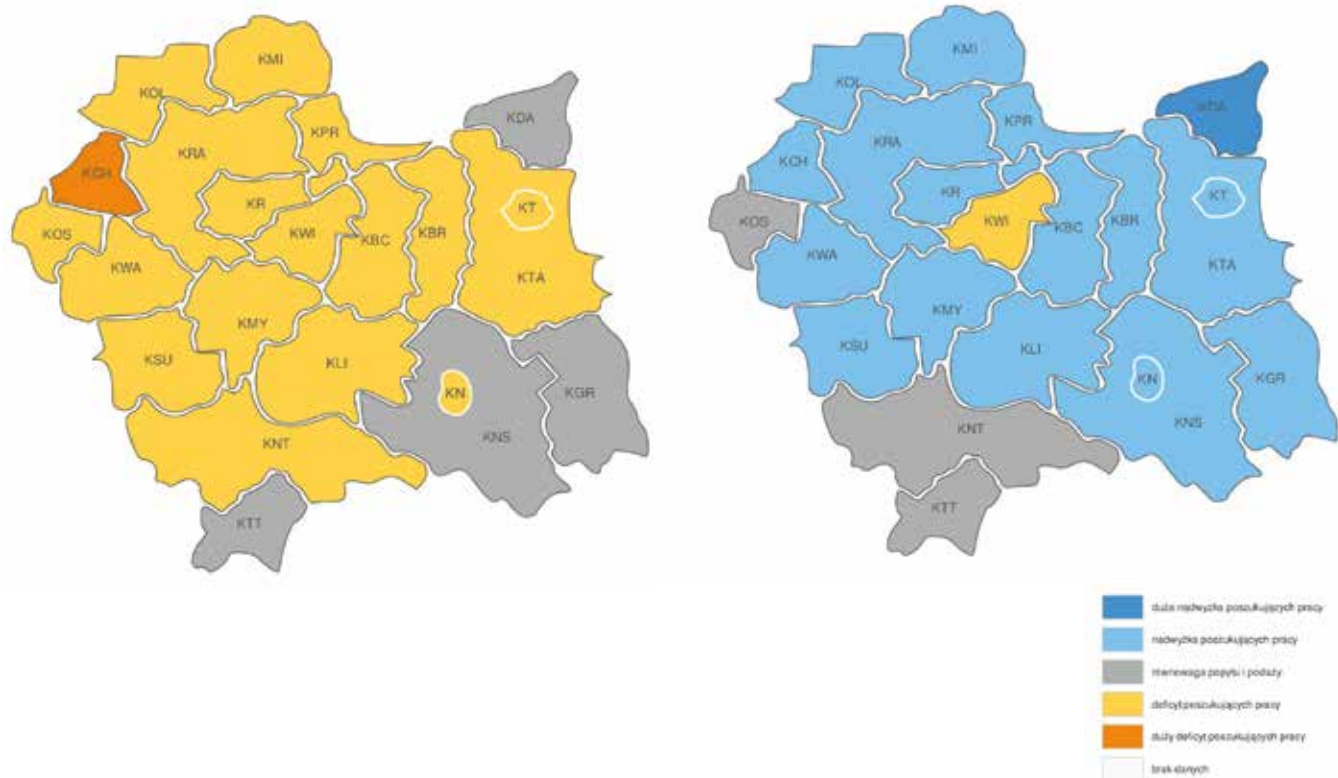 KMI
KOL
KDA
KPR
KRA
KCH
KR
KT
KOS
KWI
KBC
KBR
KWA
KTA
KMY
KSU
KLI
KN
KGR
KNS
KNT
KTT
KMI
KOL
KDA
KPR
KRA
KCH
KR
KT
KOS
KWI
KBC
KBR
KWA
KTA
KMY
KSU
KLI
KN
KGR
KNT
KNS
KTT
duża nadwyżka poszukujących pracy
nadwyżka poszukujących pracy
równowaga popytu i podaży
deficyt poszukujących pracy
duży deficyt poszukujących pracy
brak danych